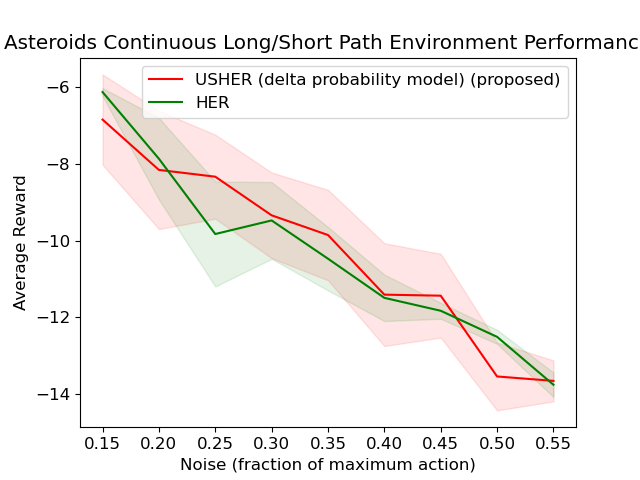 Asteroids Continuous Long/Short Path Environment Performanc
USHER (delta probability model) (proposed)
HER
Average Reward
−6
−8
−10
−12
−14
0.15 0.20 0.25 0.30 0.35 0.40 0.45 0.50 0.55
Noise (fraction of maximum action)